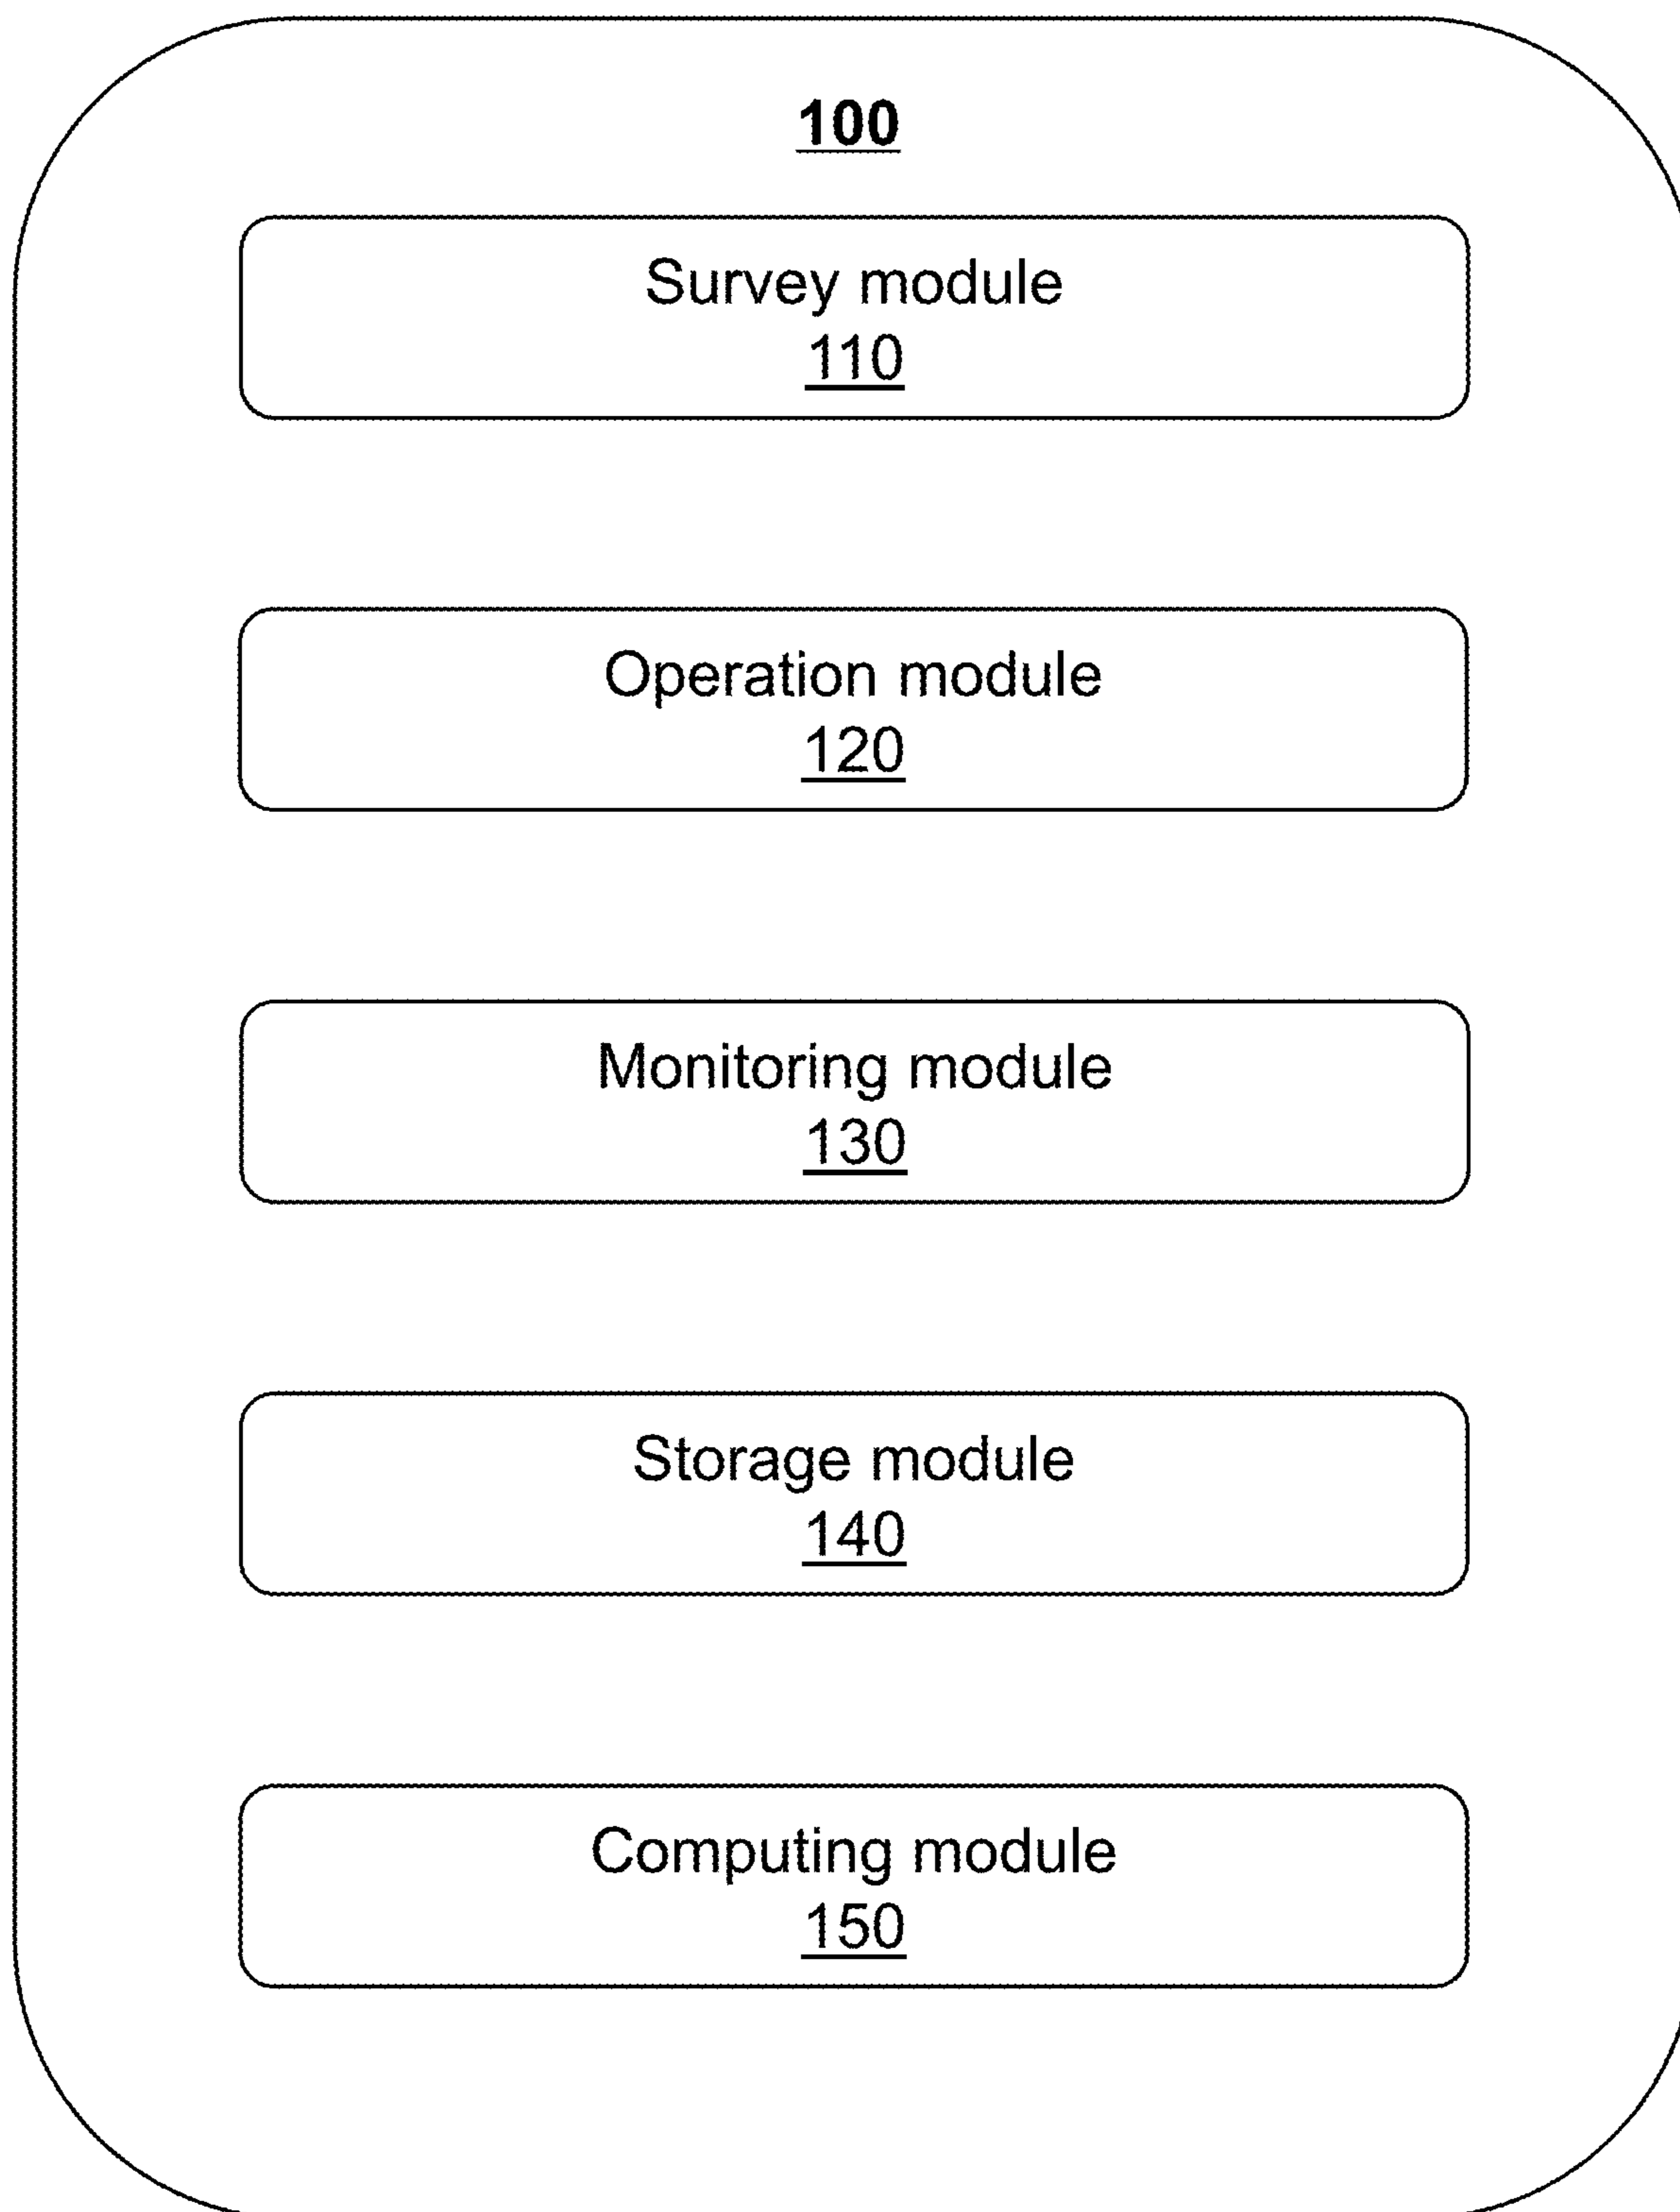 100
Survey module
110
Operation module
120
Monitoring module
130
Storage module
140
Computing module
150